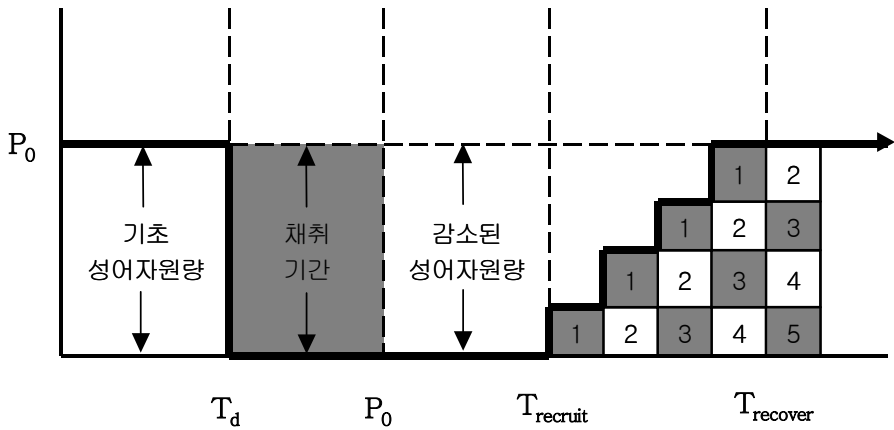 P0
기초
성어자원량
채취
기간
감소된
성어자원량
1 2
1 2 3
1 2 3 4
1 2 3 4 5
Td P0 Trecruit Trecover